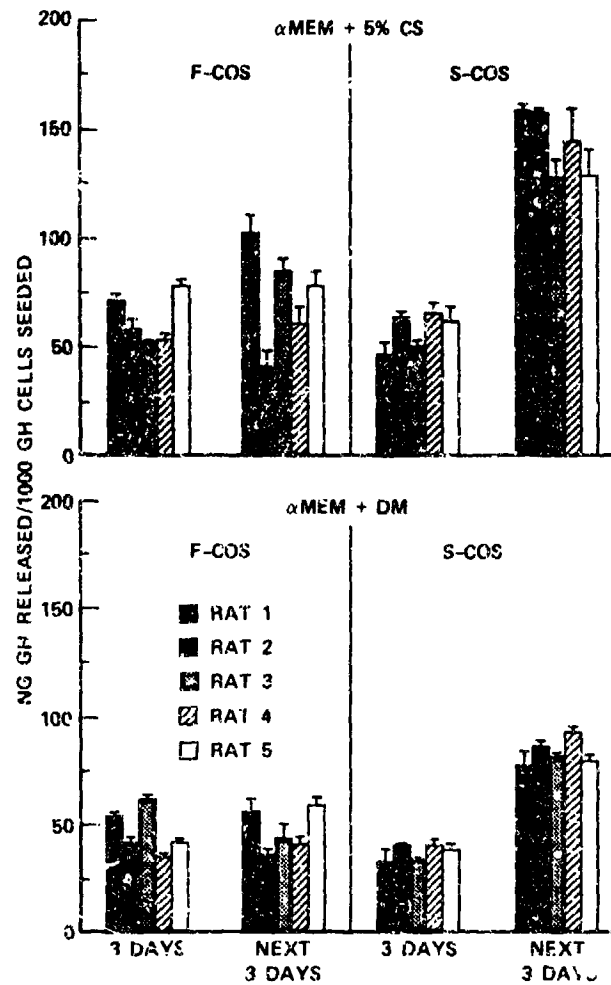 αMEM + 5% CS
F-COS
S-COS
200
150
100
50
0
NG GH RELEASED/1000 GH CELLS SEEDED
αMEM + DM
F-COS
S-COS
200
150
100
50
0
RAT 1
RAT 2
RAT 3
RAT 4
RAT 5
3 DAYS
NEXT
3 DAYS
3 DAYS
NEXT
3 DAYS